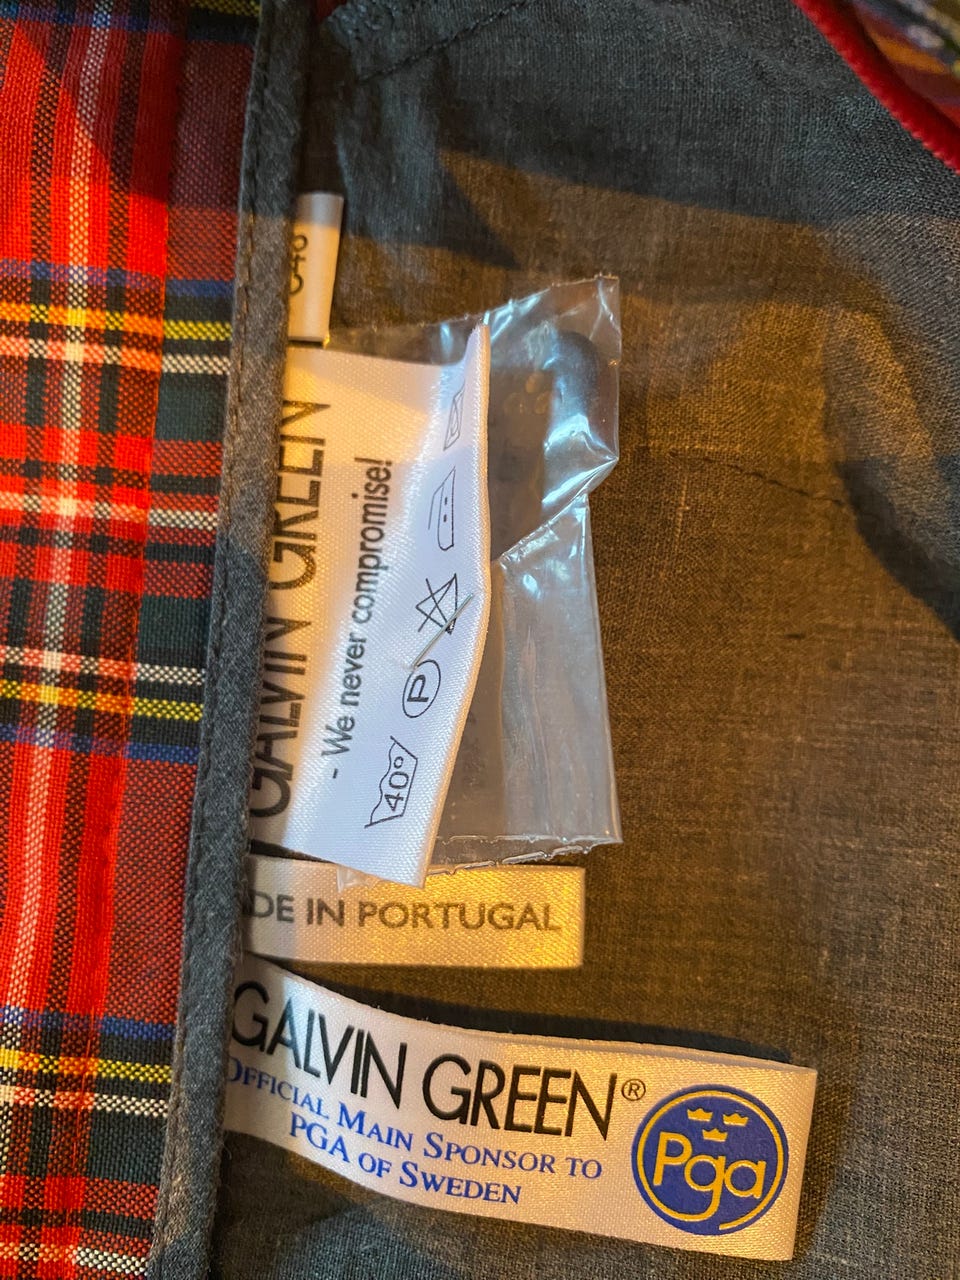 C48
GALVIN GREEN
- We never compromise!
40°
P
DE IN PORTUGAL
GALVIN GREEN®
OFFICIAL MAIN SPONSOR TO
PGA OF SWEDEN
Pga